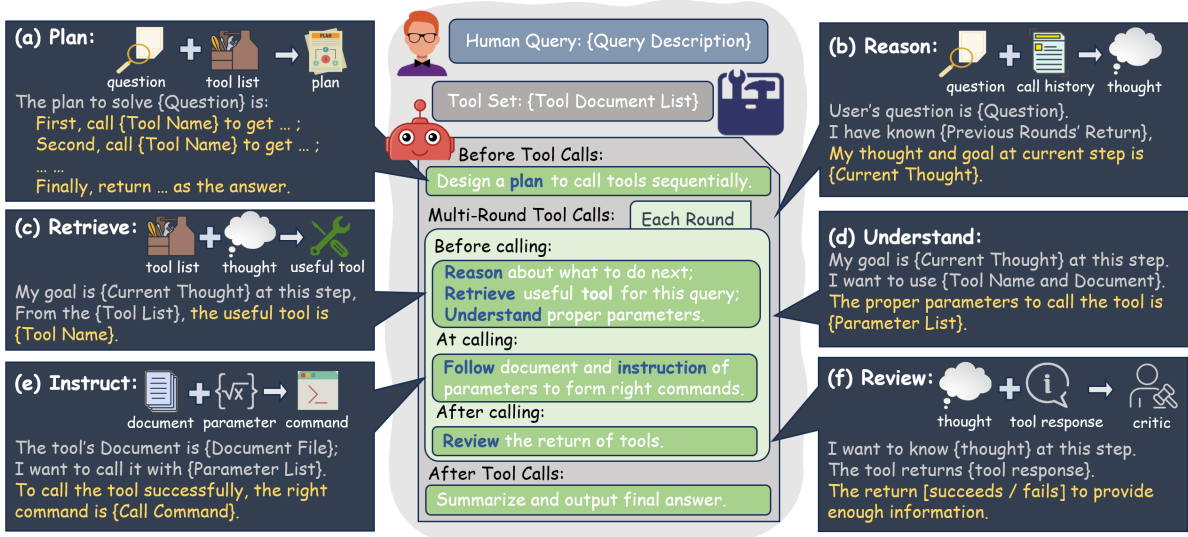 (a) Plan:
question
tool list
plan
PLAN
The plan to solve {Question} is:
First, call {Tool Name} to get ... ;
Second, call {Tool Name} to get ... ;
... ...
Finally, return ... as the answer.
(c) Retrieve:
tool list
thought
useful tool
My goal is {Current Thought} at this step,
From the {Tool List}, the useful tool is
{Tool Name}.
(e) Instruct:
{√x}
document
parameter
command
The tool's Document is {Document File};
I want to call it with {Parameter List}.
To call the tool successfully, the right
command is {Call Command}.
Human Query: {Query Description}
Tool Set: {Tool Document List}
Before Tool Calls:
Design a plan to call tools sequentially.
Multi-Round Tool Calls:
Each Round
Before calling:
Reason about what to do next;
Retrieve useful tool for this query;
Understand proper parameters.
At calling:
Follow document and instruction of
parameters to form right commands.
After calling:
Review the return of tools.
After Tool Calls:
Summarize and output final answer.
(b) Reason:
question
call history
thought
User's question is {Question}.
I have known {Previous Rounds' Return},
My thought and goal at current step is
{Current Thought}.
(d) Understand:
My goal is {Current Thought} at this step.
I want to use {Tool Name and Document}.
The proper parameters to call the tool is
{Parameter List}.
(f) Review:
thought
tool response
critic
I want to know {thought} at this step.
The tool returns {tool response}.
The return [succeeds / fails] to provide
enough information.